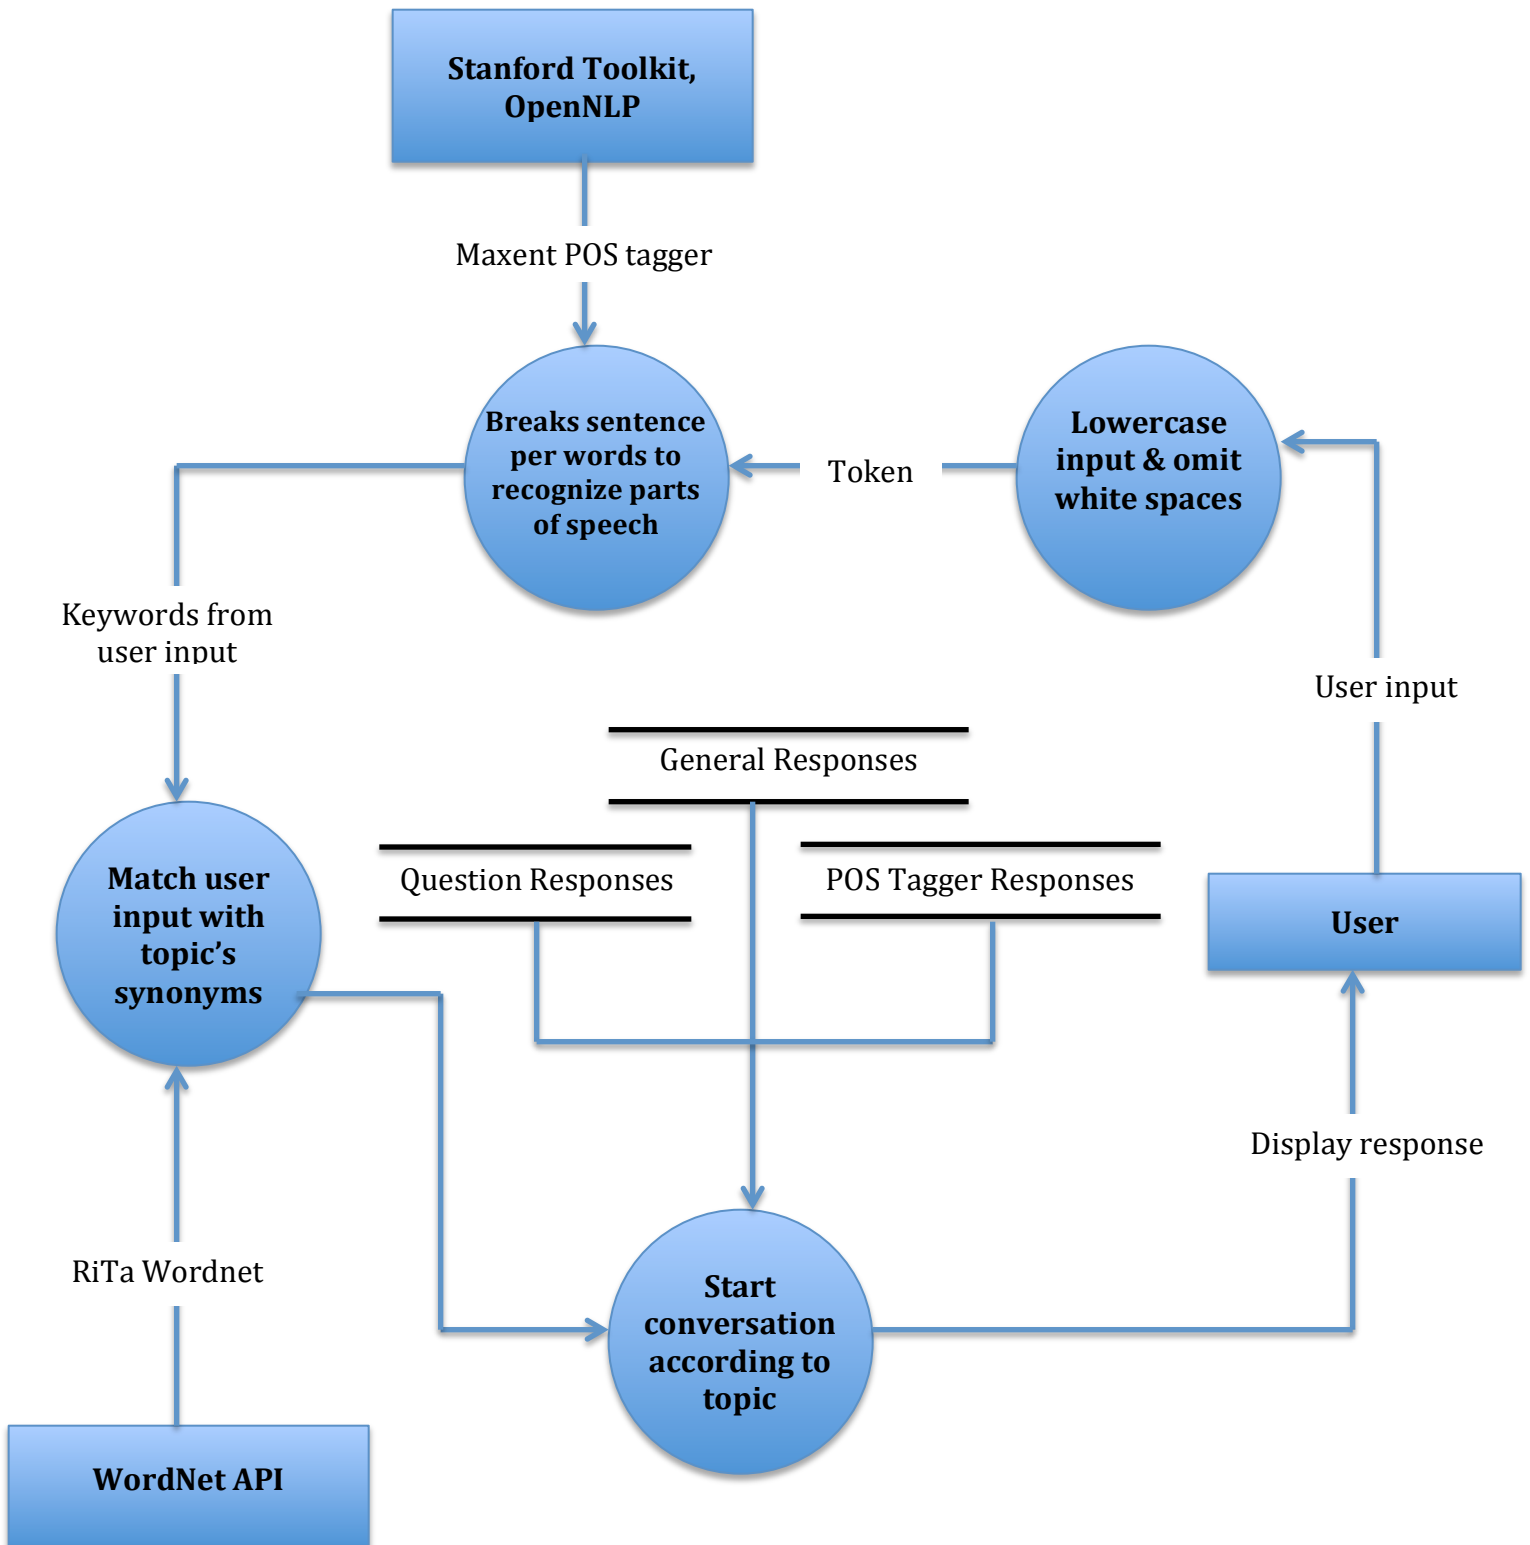 Stanford Toolkit,
OpenNLP
Maxent POS tagger
Breaks sentence
per words to
recognize parts
of speech
Token
Lowercase
input & omit
white spaces
Keywords from
user input
User input
General Responses
Question Responses
POS Tagger Responses
Match user
input with
topic’s
synonyms
User
Display response
RiTa Wordnet
Start
conversation
according to
topic
WordNet API